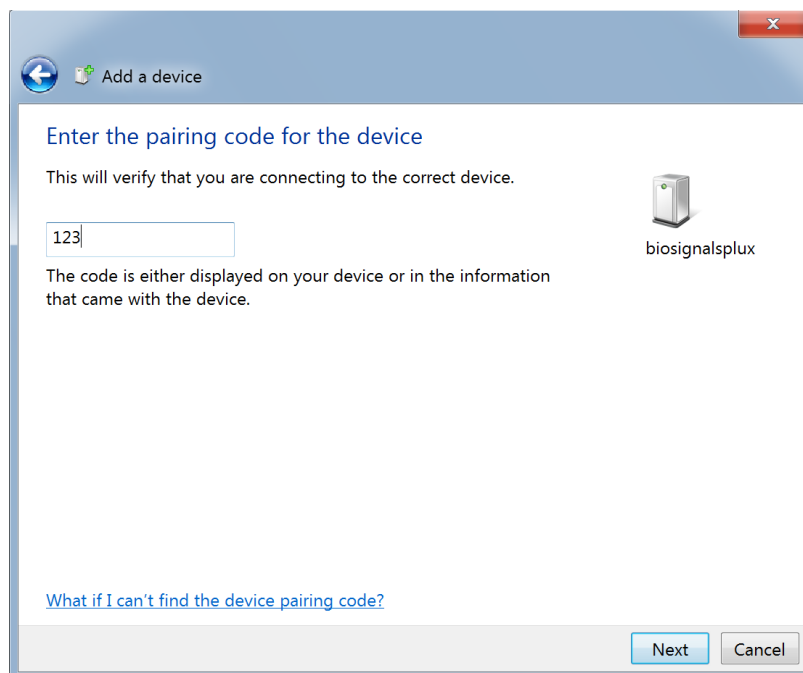 Add a device
Enter the pairing code for the device
This will verify that you are connecting to the correct device.
123
biosignalsplux
The code is either displayed on your device or in the information
that came with the device.
What if I can't find the device pairing code?
Next
Cancel